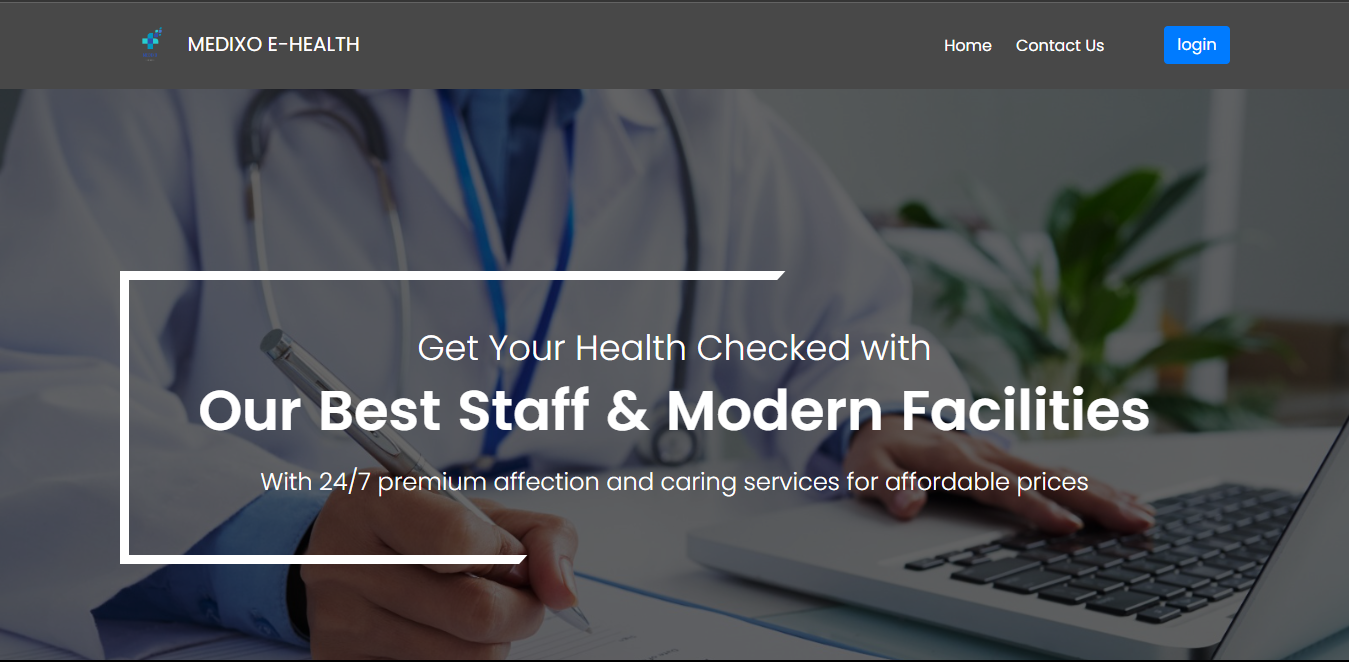 MEDIXO E-HEALTH
Home
Contact Us
login
Get Your Health Checked with
Our Best Staff & Modern Facilities
With 24/7 premium affection and caring services for affordable prices